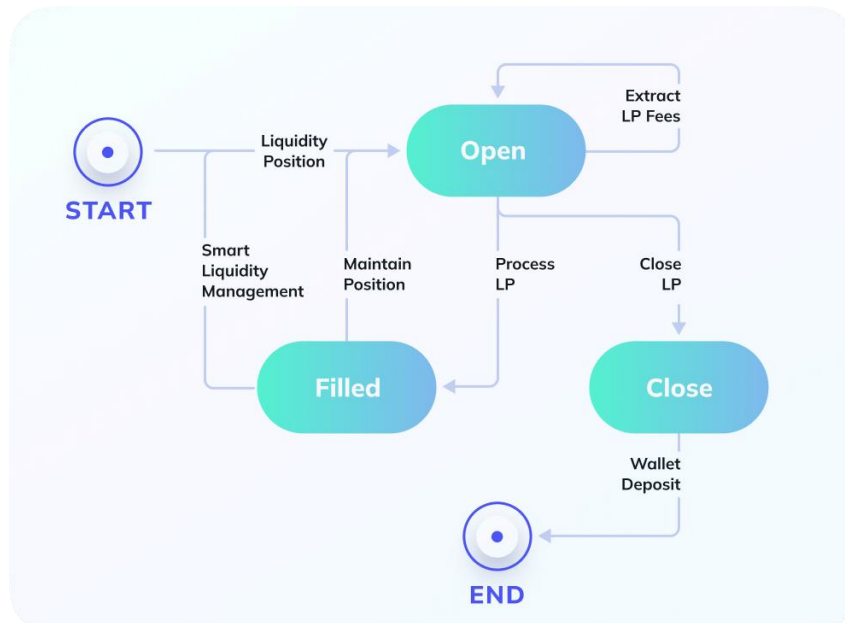 Extract
LP Fees
Liquidity
Position
Open
START
Smart
Liquidity
Management
Maintain
Position
Process
LP
Close
LP
Filled
Close
Wallet
Deposit
END